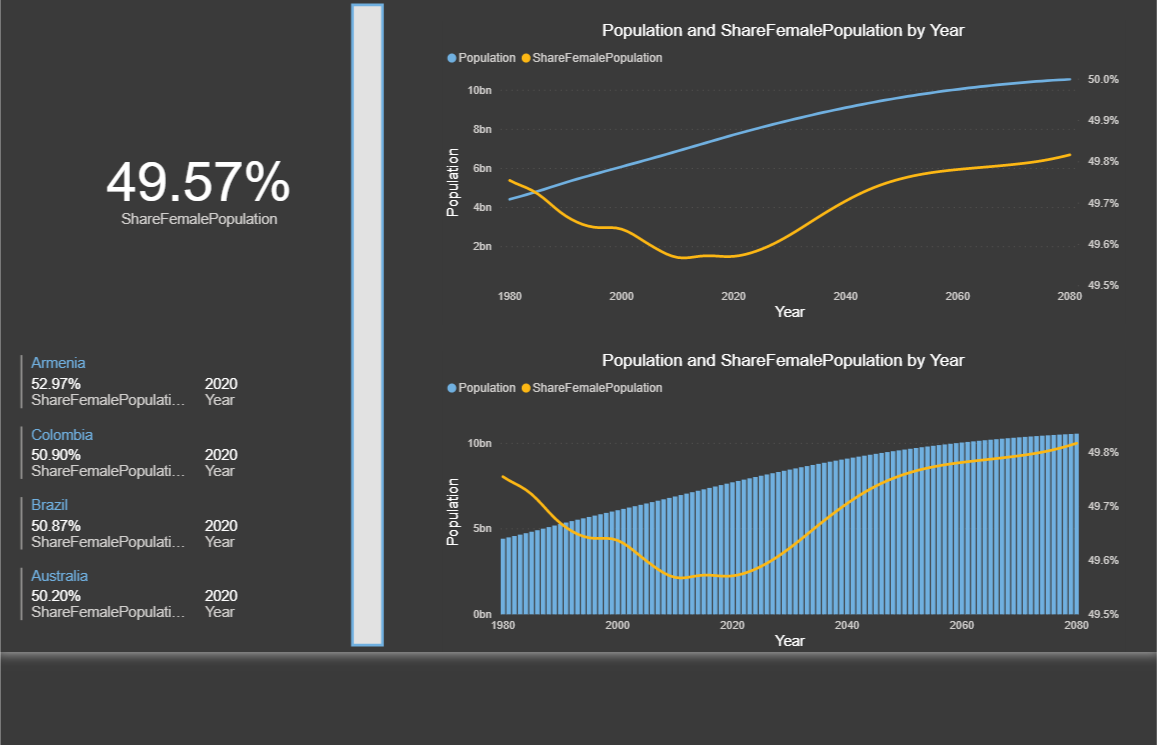 49.57%
ShareFemalePopulation
Armenia
52.97% 2020
ShareFemalePopulati... Year
Colombia
50.90% 2020
ShareFemalePopulati... Year
Brazil
50.87% 2020
ShareFemalePopulati... Year
Australia
50.20% 2020
ShareFemalePopulati... Year
Population and ShareFemalePopulation by Year
Population ShareFemalePopulation
10bn
8bn
6bn
4bn
2bn
Population
50.0%
49.9%
49.8%
49.7%
49.6%
49.5%
1980 2000 2020 2040 2060 2080
Year
Population and ShareFemalePopulation by Year
Population ShareFemalePopulation
10bn
5bn
0bn
Population
49.8%
49.7%
49.6%
49.5%
1980 2000 2020 2040 2060 2080
Year